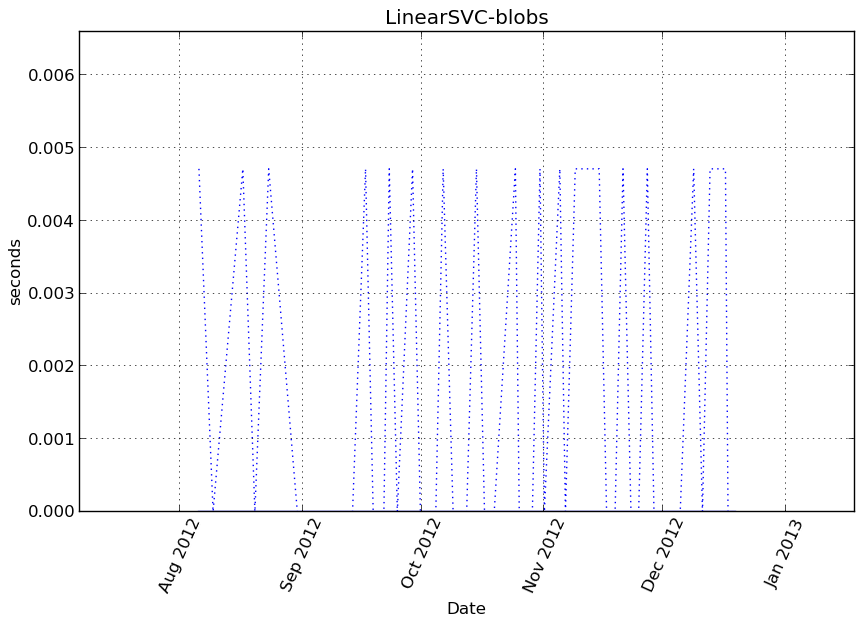 LinearSVC-blobs
0.006
0.005
0.004
0.003
0.002
0.001
0.000
seconds
Aug 2012
Sep 2012
Oct 2012
Nov 2012
Dec 2012
Jan 2013
Date